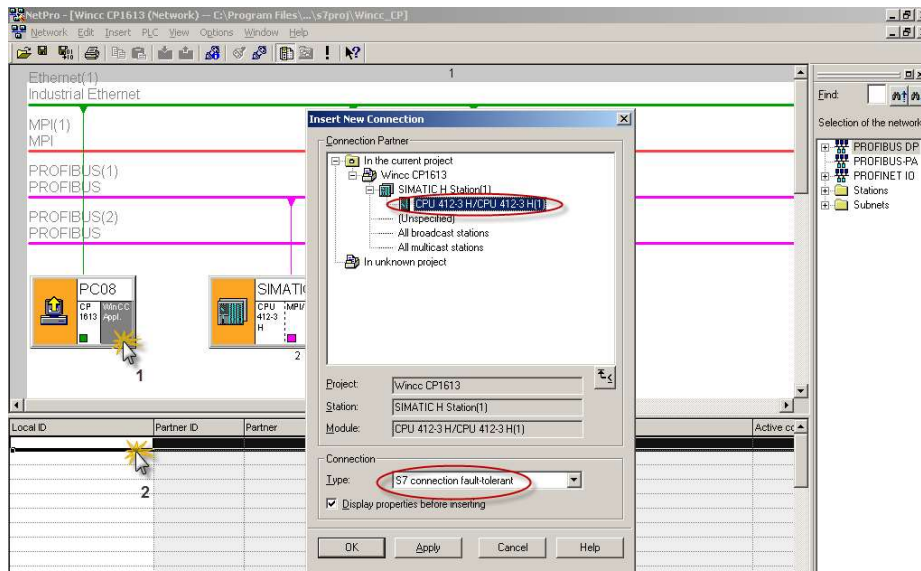 NetPro - [Wincc CP1613 (Network) -- C:\Program Files\...\s7proj\Wincc_CP]
Network Edit Insert PLC View Options Window Help
Ethernet(1)
Industrial Ethernet
MPI(1)
MPI
PROFIBUS(1)
PROFIBUS
PROFIBUS(2)
PROFIBUS
1
PC08
CP 1613
WinCC Appl.
1
SIMATI
CPU 412-3 H
MPI/
2
Local ID Partner ID Partner Active cc
2
Insert New Connection
Connection Partner
In the current project
Wincc CP1613
SIMATIC H Station(1)
CPU 412-3 H/CPU 412-3 H(1)
(Unspecified)
All broadcast stations
All multicast stations
In unknown project
Project: Wincc CP1613
Station: SIMATIC H Station(1)
Module: CPU 412-3 H/CPU 412-3 H(1)
Connection
Type: S7 connection fault-tolerant
Display properties before inserting
OK Apply Cancel Help
Find:
Selection of the network
PROFIBUS DP
PROFIBUS-PA
PROFINET IO
Stations
Subnets